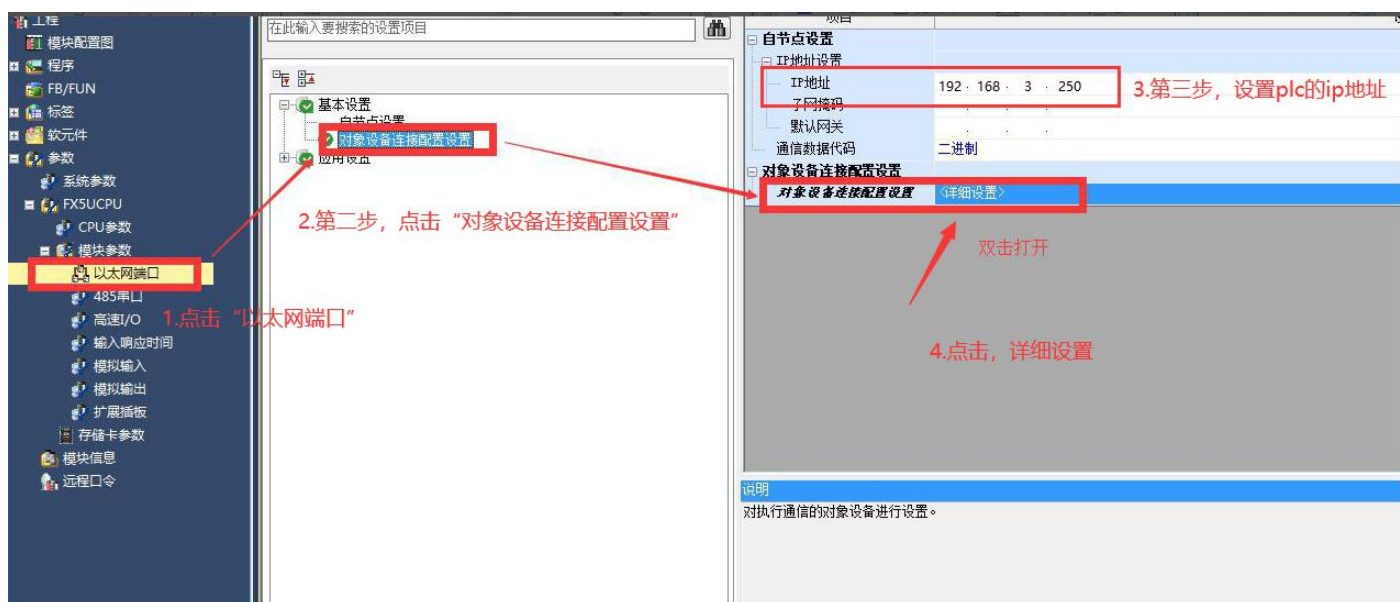 工程
模块配置图
程序
FB/FUN
标签
软元件
参数
系统参数
FX5UCPU
CPU参数
模块参数
以太网端口
485串口
高速I/O
输入响应时间
模拟输入
模拟输出
扩展插板
存储卡参数
模块信息
远程口令
1.点击“以太网端口”
在此输入要搜索的设置项目
基本设置
自节点设置
对象设备连接配置设置
应用设置
2.第二步，点击“对象设备连接配置设置”
项目
自节点设置
IP地址设置
IP地址
192 . 168 . 3 . 250
子网掩码
. . .
默认网关
. . .
通信数据代码
二进制
对象设备连接配置设置
对象设备连接配置设置
<详细设置>
3.第三步，设置plc的ip地址
双击打开
4.点击，详细设置
说明
对执行通信的对象设备进行设置。